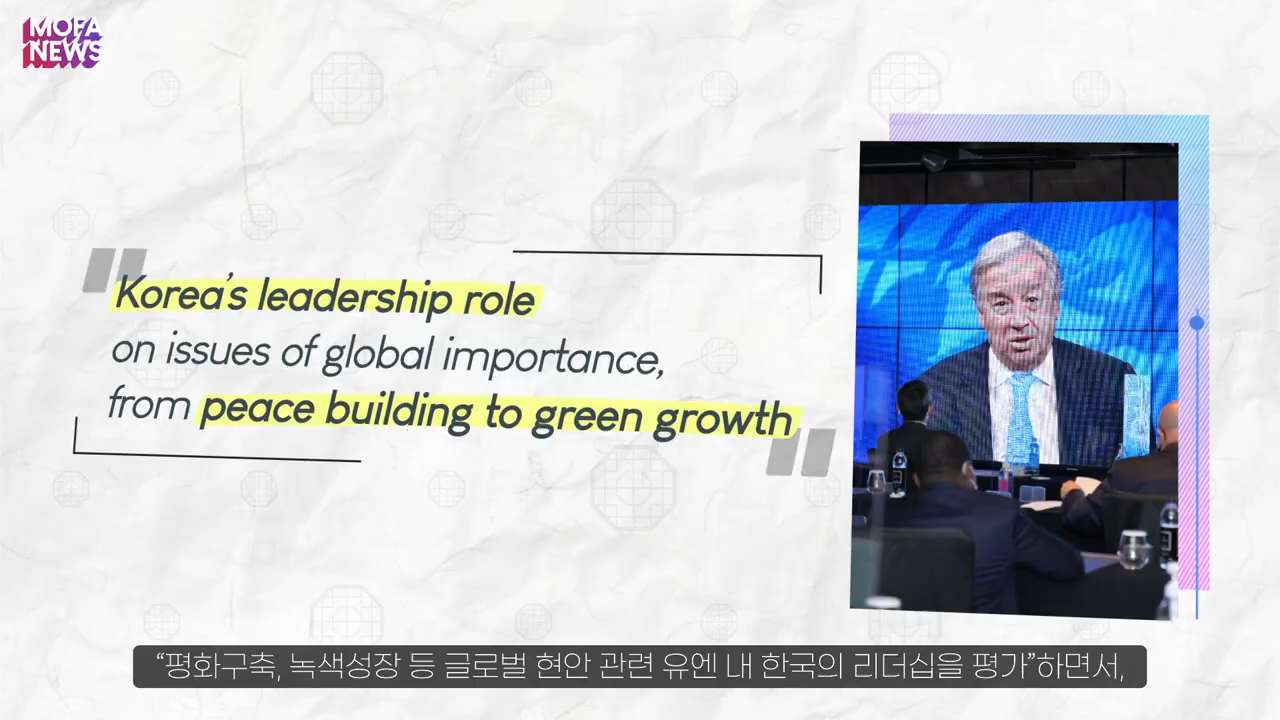 MOFA
NEWS
"Korea's leadership role
on issues of global importance,
from peace building to green growth"
“평화구축, 녹색성장 등 글로벌 현안 관련 유엔 내 한국의 리더십을 평가”하면서,